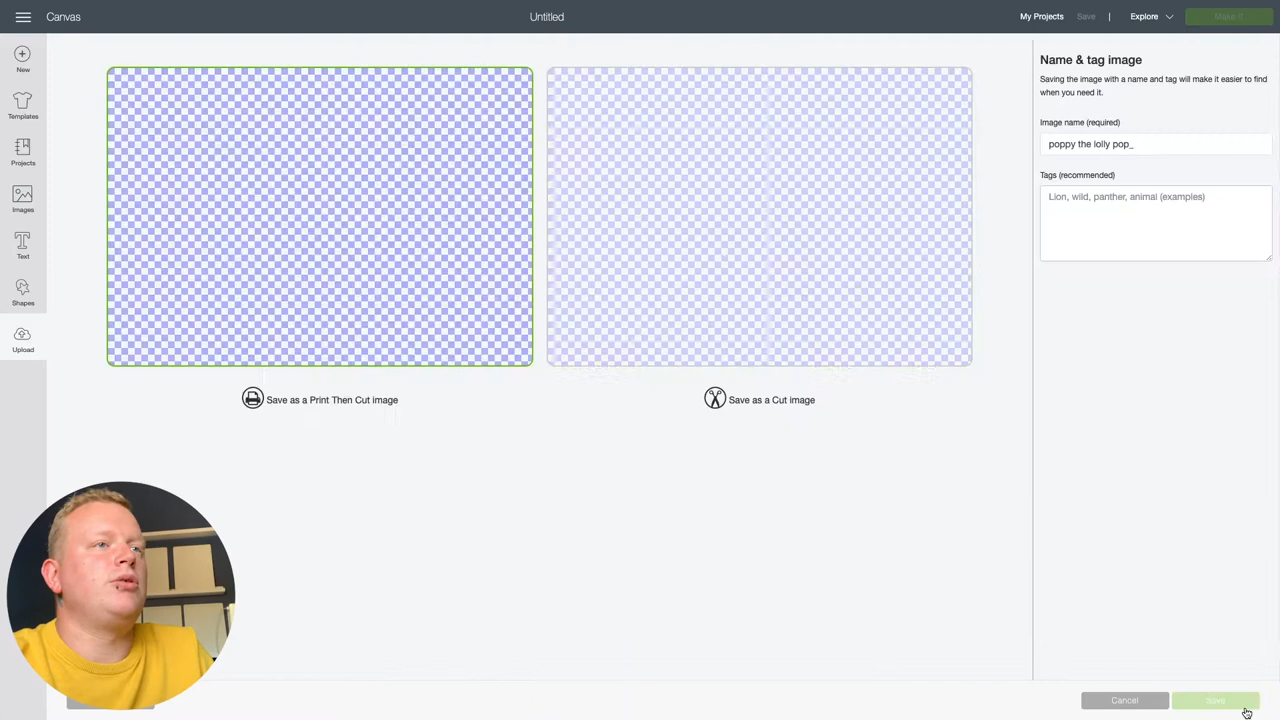 Canvas
Untitled
My Projects
Save
|
Explore
Make It
New
Templates
Projects
Images
Text
Shapes
Upload
Save as a Print Then Cut image
Save as a Cut image
Name & tag image
Saving the image with a name and tag will make it easier to find
when you need it.
Image name (required)
poppy the lolly pop_
Tags (recommended)
Lion, wild, panther, animal (examples)
Cancel
Save